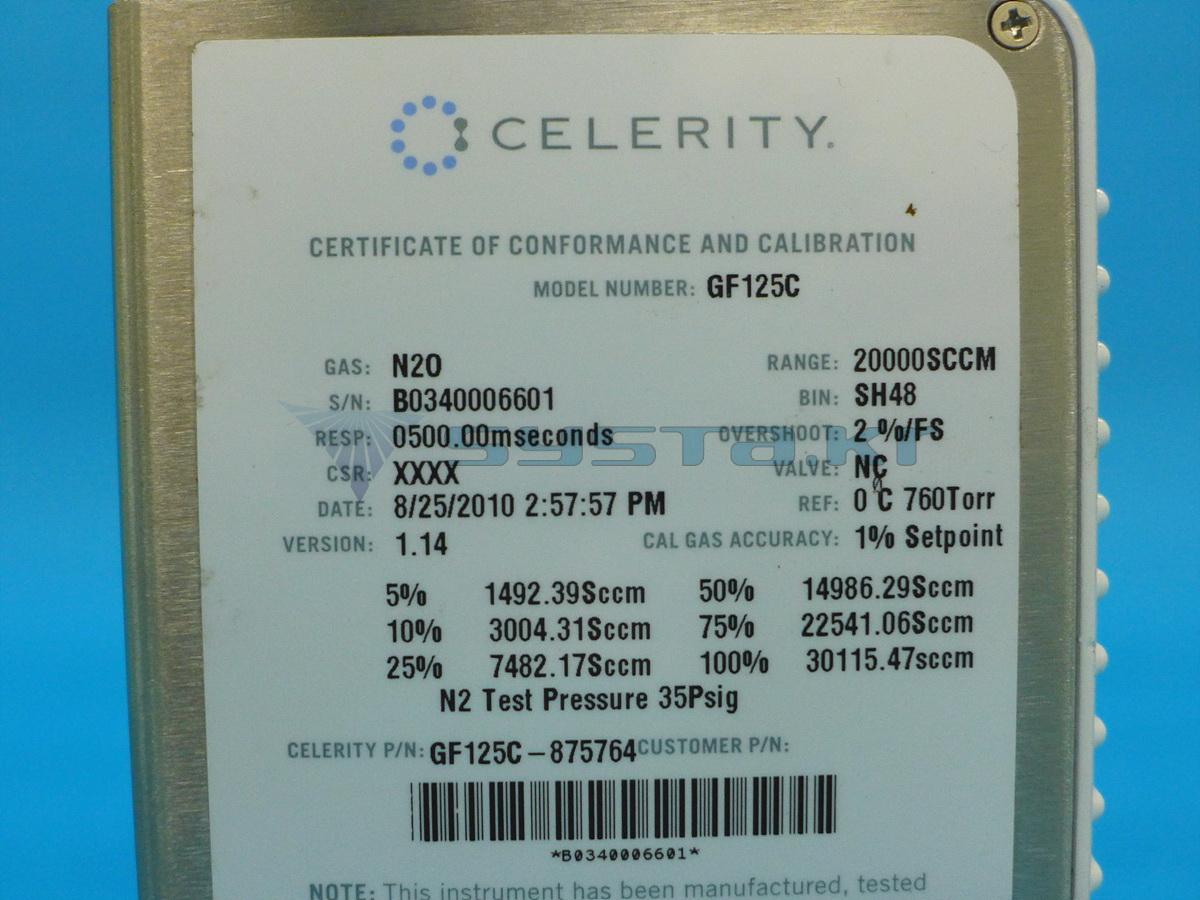 CELERITY.
CERTIFICATE OF CONFORMANCE AND CALIBRATION
MODEL NUMBER: GF125C
GAS: N2O RANGE: 20000SCCM
S/N: B0340006601 BIN: SH48
RESP: 0500.00mseconds OVERSHOOT: 2 %/FS
CSR: XXXX VALVE: NC
DATE: 8/25/2010 2:57:57 PM REF: 0 C 760Torr
VERSION: 1.14 CAL GAS ACCURACY: 1% Setpoint
5% 1492.39Sccm 50% 14986.29Sccm
10% 3004.31Sccm 75% 22541.06Sccm
25% 7482.17Sccm 100% 30115.47sccm
N2 Test Pressure 35Psig
CELERITY P/N: GF125C-875764 CUSTOMER P/N:
*B0340006601*
NOTE: This instrument has been manufactured, tested